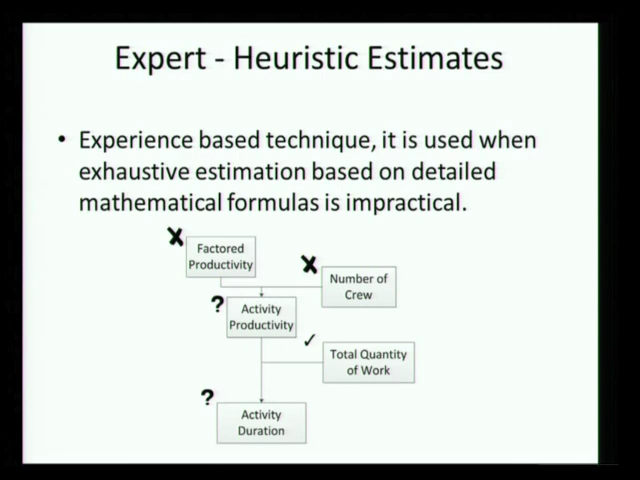 Expert - Heuristic Estimates
• Experience based technique, it is used when
exhaustive estimation based on detailed
mathematical formulas is impractical.
✗
Factored
Productivity
✗
Number of
Crew
?
Activity
Productivity
✓
Total Quantity
of Work
?
Activity
Duration